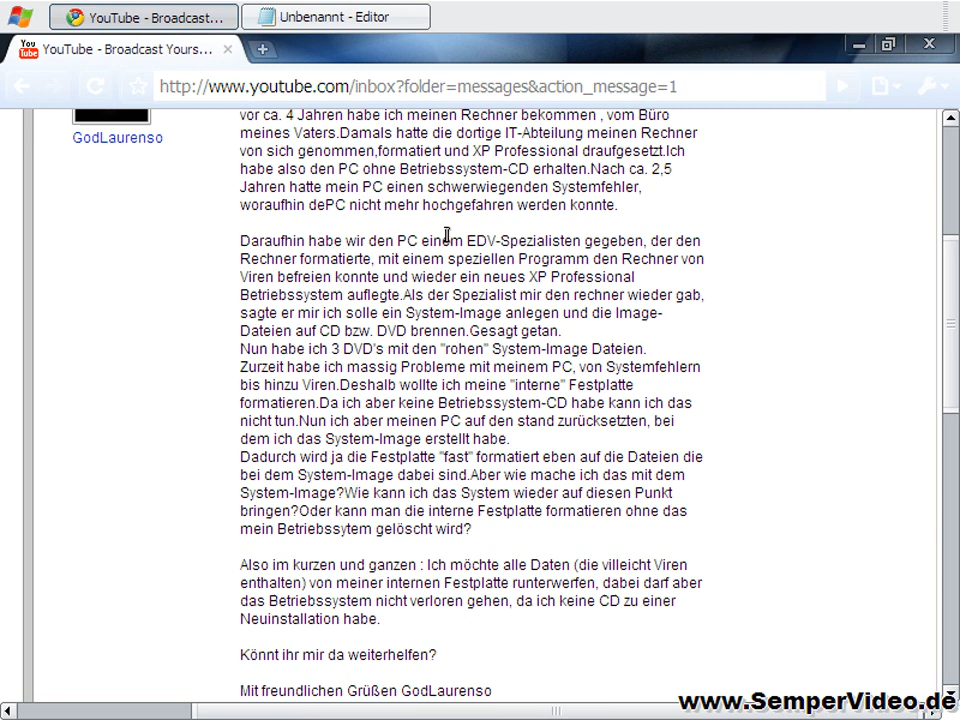 YouTube - Broadcast...
Unbenannt - Editor
You
Tube
YouTube - Broadcast Yours...
http://www.youtube.com/inbox?folder=messages&action_message=1
GodLaurenso
vor ca. 4 Jahren habe ich meinen Rechner bekommen , vom Büro
meines Vaters.Damals hatte die dortige IT-Abteilung meinen Rechner
von sich genommen,formatiert und XP Professional draufgesetzt.Ich
habe also den PC ohne Betriebssystem-CD erhalten.Nach ca. 2,5
Jahren hatte mein PC einen schwerwiegenden Systemfehler,
woraufhin dePC nicht mehr hochgefahren werden konnte.
Daraufhin habe wir den PC einem EDV-Spezialisten gegeben, der den
Rechner formatierte, mit einem speziellen Programm den Rechner von
Viren befreien konnte und wieder ein neues XP Professional
Betriebssystem auflegte.Als der Spezialist mir den rechner wieder gab,
sagte er mir ich solle ein System-Image anlegen und die Image-
Dateien auf CD bzw. DVD brennen.Gesagt getan.
Nun habe ich 3 DVD's mit den "rohen" System-Image Dateien.
Zurzeit habe ich massig Probleme mit meinem PC, von Systemfehlern
bis hinzu Viren.Deshalb wollte ich meine "interne" Festplatte
formatieren.Da ich aber keine Betriebssystem-CD habe kann ich das
nicht tun.Nun ich aber meinen PC auf den stand zurücksetzten, bei
dem ich das System-Image erstellt habe.
Dadurch wird ja die Festplatte "fast" formatiert eben auf die Dateien die
bei dem System-Image dabei sind.Aber wie mache ich das mit dem
System-Image?Wie kann ich das System wieder auf diesen Punkt
bringen?Oder kann man die interne Festplatte formatieren ohne das
mein Betriebssytem gelöscht wird?
Also im kurzen und ganzen : Ich möchte alle Daten (die villeicht Viren
enthalten) von meiner internen Festplatte runterwerfen, dabei darf aber
das Betriebssystem nicht verloren gehen, da ich keine CD zu einer
Neuinstallation habe.
Könnt ihr mir da weiterhelfen?
Mit freundlichen Grüßen GodLaurenso
www.SemperVideo.de